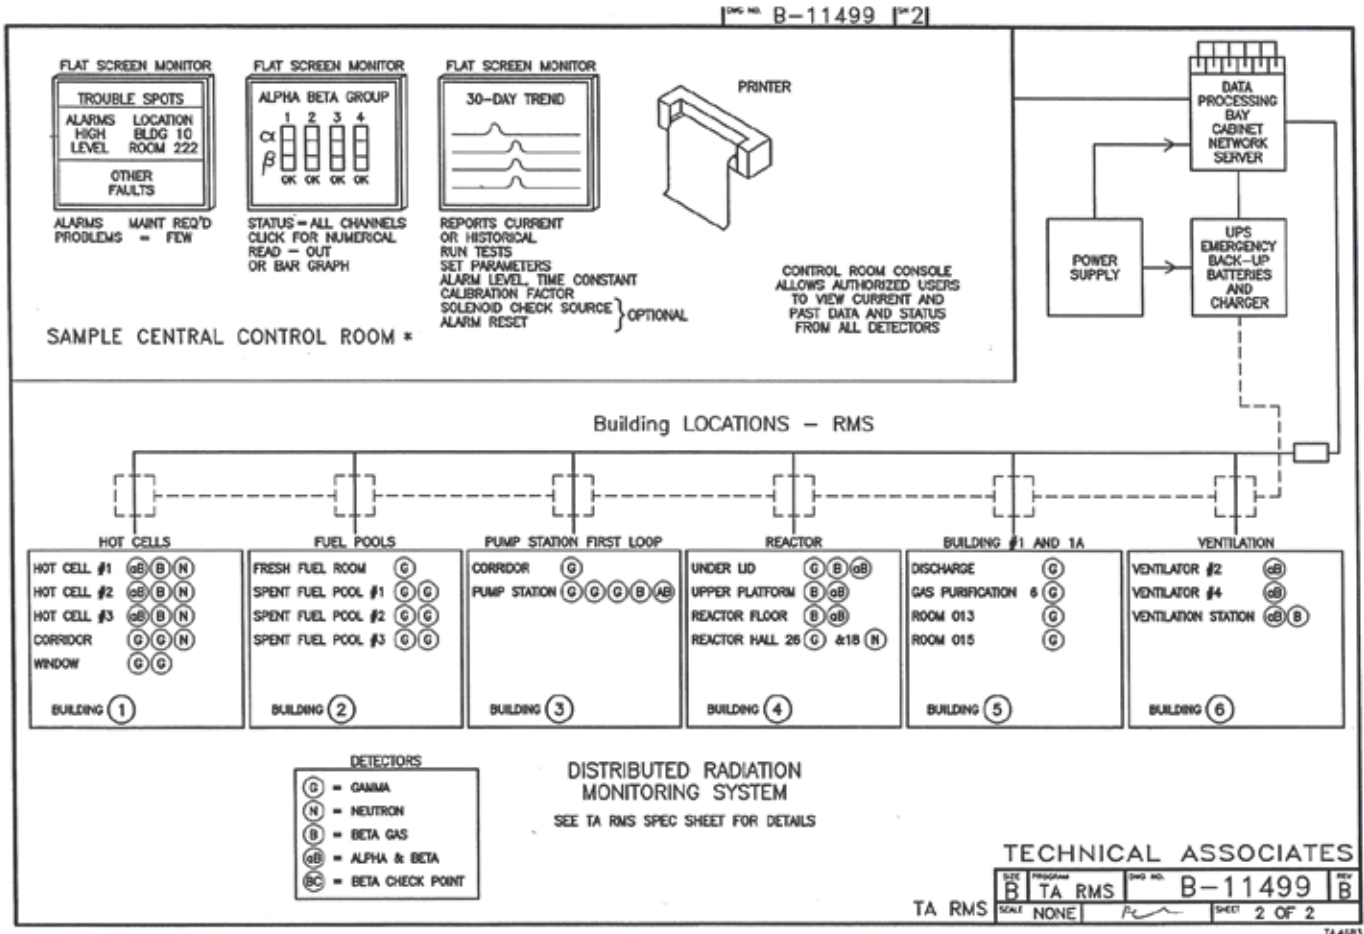 DWG NO. B-11499 SH 2
FLAT SCREEN MONITOR
TROUBLE SPOTS
ALARMS LOCATION
HIGH BLDG 10
LEVEL ROOM 222
OTHER
FAULTS
ALARMS MAINT REQ'D
PROBLEMS = FEW
FLAT SCREEN MONITOR
ALPHA BETA GROUP
1 2 3 4
α
β
OK OK OK OK
STATUS - ALL CHANNELS
CLICK FOR NUMERICAL
READ - OUT
OR BAR GRAPH
FLAT SCREEN MONITOR
30-DAY TREND
REPORTS CURRENT
OR HISTORICAL
RUN TESTS
SET PARAMETERS
ALARM LEVEL, TIME CONSTANT
CALIBRATION FACTOR
SOLENOID CHECK SOURCE
ALARM RESET
OPTIONAL
PRINTER
CONTROL ROOM CONSOLE
ALLOWS AUTHORIZED USERS
TO VIEW CURRENT AND
PAST DATA AND STATUS
FROM ALL DETECTORS
SAMPLE CENTRAL CONTROL ROOM *
DATA
PROCESSING
BAY
CABINET
NETWORK
SERVER
POWER
SUPPLY
UPS
EMERGENCY
BACK-UP
BATTERIES
AND
CHARGER
Building LOCATIONS - RMS
HOT CELLS
HOT CELL #1 αB B N
HOT CELL #2 αB B N
HOT CELL #3 αB B N
CORRIDOR G G N
WINDOW G G
BUILDING 1
FUEL POOLS
FRESH FUEL ROOM G
SPENT FUEL POOL #1 G G
SPENT FUEL POOL #2 G G
SPENT FUEL POOL #3 G G
BUILDING 2
PUMP STATION FIRST LOOP
CORRIDOR G
PUMP STATION G G G B AB
BUILDING 3
REACTOR
UNDER LID G B αB
UPPER PLATFORM B αB
REACTOR FLOOR B αB
REACTOR HALL 26 G &18 N
BUILDING 4
BUILDING #1 AND 1A
DISCHARGE G
GAS PURIFICATION 6 G
ROOM 013 G
ROOM 015 G
BUILDING 5
VENTILATION
VENTILATOR #2 αB
VENTILATOR #4 αB
VENTILATION STATION αB B
BUILDING 6
DETECTORS
G = GAMMA
N = NEUTRON
B = BETA GAS
αB = ALPHA & BETA
BC = BETA CHECK POINT
DISTRIBUTED RADIATION
MONITORING SYSTEM
SEE TA RMS SPEC SHEET FOR DETAILS
TECHNICAL ASSOCIATES
TA RMS
SIZE B PROGRAM TA RMS DWG NO. B-11499 REV B
SCALE NONE SHEET 2 OF 2